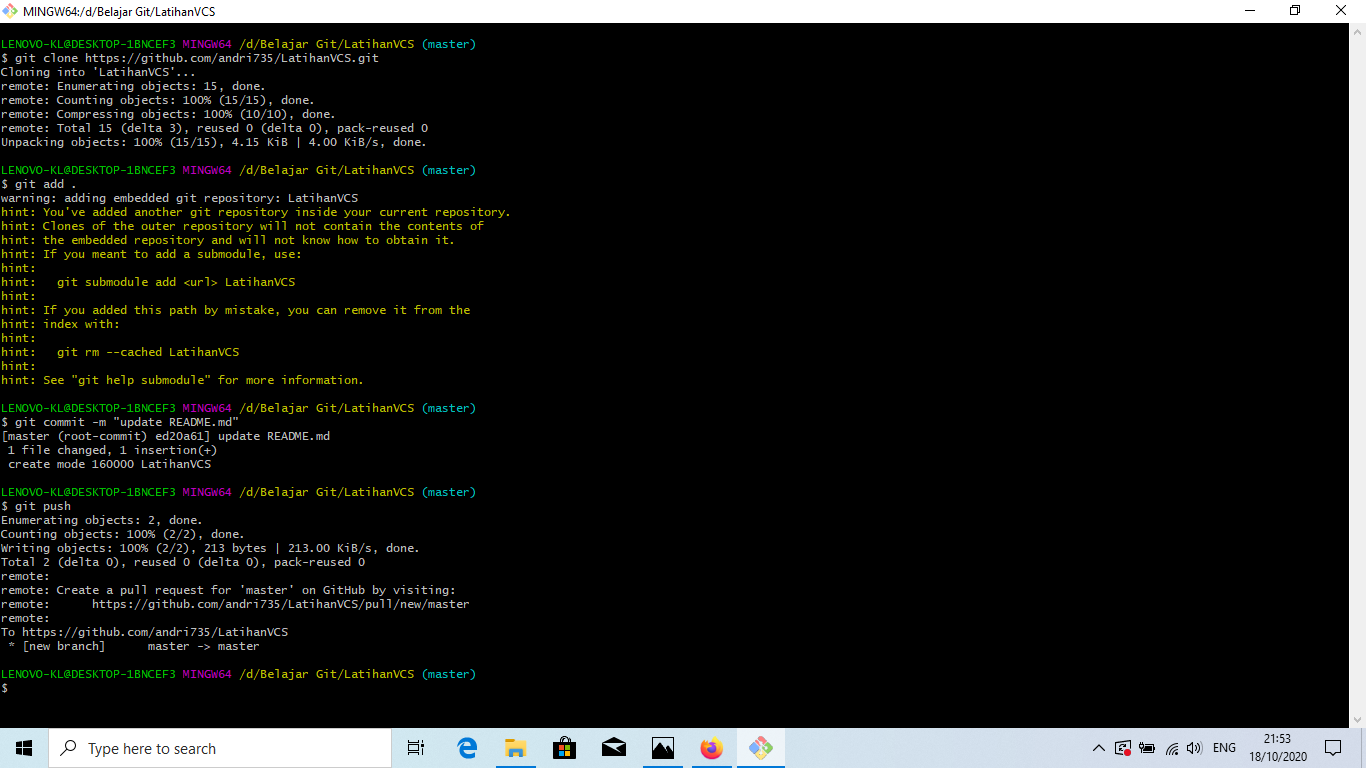 MINGW64:/d/Belajar Git/LatihanVCS
LENOVO-KL@DESKTOP-1BNCEF3 MINGW64 /d/Belajar Git/LatihanVCS (master)
$ git clone https://github.com/andri735/LatihanVCS.git
Cloning into 'LatihanVCS'...
remote: Enumerating objects: 15, done.
remote: Counting objects: 100% (15/15), done.
remote: Compressing objects: 100% (10/10), done.
remote: Total 15 (delta 3), reused 0 (delta 0), pack-reused 0
Unpacking objects: 100% (15/15), 4.15 KiB | 4.00 KiB/s, done.
LENOVO-KL@DESKTOP-1BNCEF3 MINGW64 /d/Belajar Git/LatihanVCS (master)
$ git add .
warning: adding embedded git repository: LatihanVCS
hint: You've added another git repository inside your current repository.
hint: Clones of the outer repository will not contain the contents of
hint: the embedded repository and will not know how to obtain it.
hint: If you meant to add a submodule, use:
hint:
hint:   git submodule add <url> LatihanVCS
hint:
hint: If you added this path by mistake, you can remove it from the
hint: index with:
hint:
hint:   git rm --cached LatihanVCS
hint:
hint: See "git help submodule" for more information.
LENOVO-KL@DESKTOP-1BNCEF3 MINGW64 /d/Belajar Git/LatihanVCS (master)
$ git commit -m "update README.md"
[master (root-commit) ed20a61] update README.md
 1 file changed, 1 insertion(+)
 create mode 160000 LatihanVCS
LENOVO-KL@DESKTOP-1BNCEF3 MINGW64 /d/Belajar Git/LatihanVCS (master)
$ git push
Enumerating objects: 2, done.
Counting objects: 100% (2/2), done.
Writing objects: 100% (2/2), 213 bytes | 213.00 KiB/s, done.
Total 2 (delta 0), reused 0 (delta 0), pack-reused 0
remote:
remote: Create a pull request for 'master' on GitHub by visiting:
remote:      https://github.com/andri735/LatihanVCS/pull/new/master
remote:
To https://github.com/andri735/LatihanVCS
 * [new branch]      master -> master
LENOVO-KL@DESKTOP-1BNCEF3 MINGW64 /d/Belajar Git/LatihanVCS (master)
$
Type here to search
ENG
21:53
18/10/2020